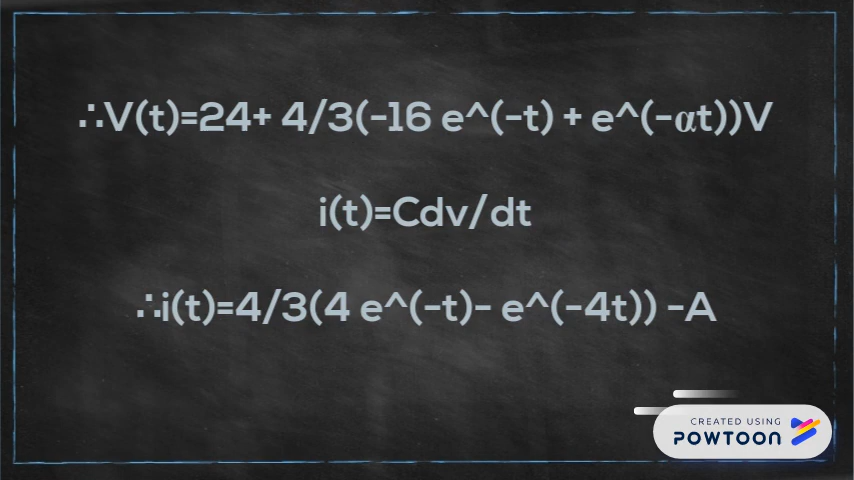 ∴V(t)=24+ 4/3(-16 e^(-t) + e^(-αt))V
i(t)=Cdv/dt
∴i(t)=4/3(4 e^(-t)- e^(-4t)) -A
CREATED USING
POWTOON